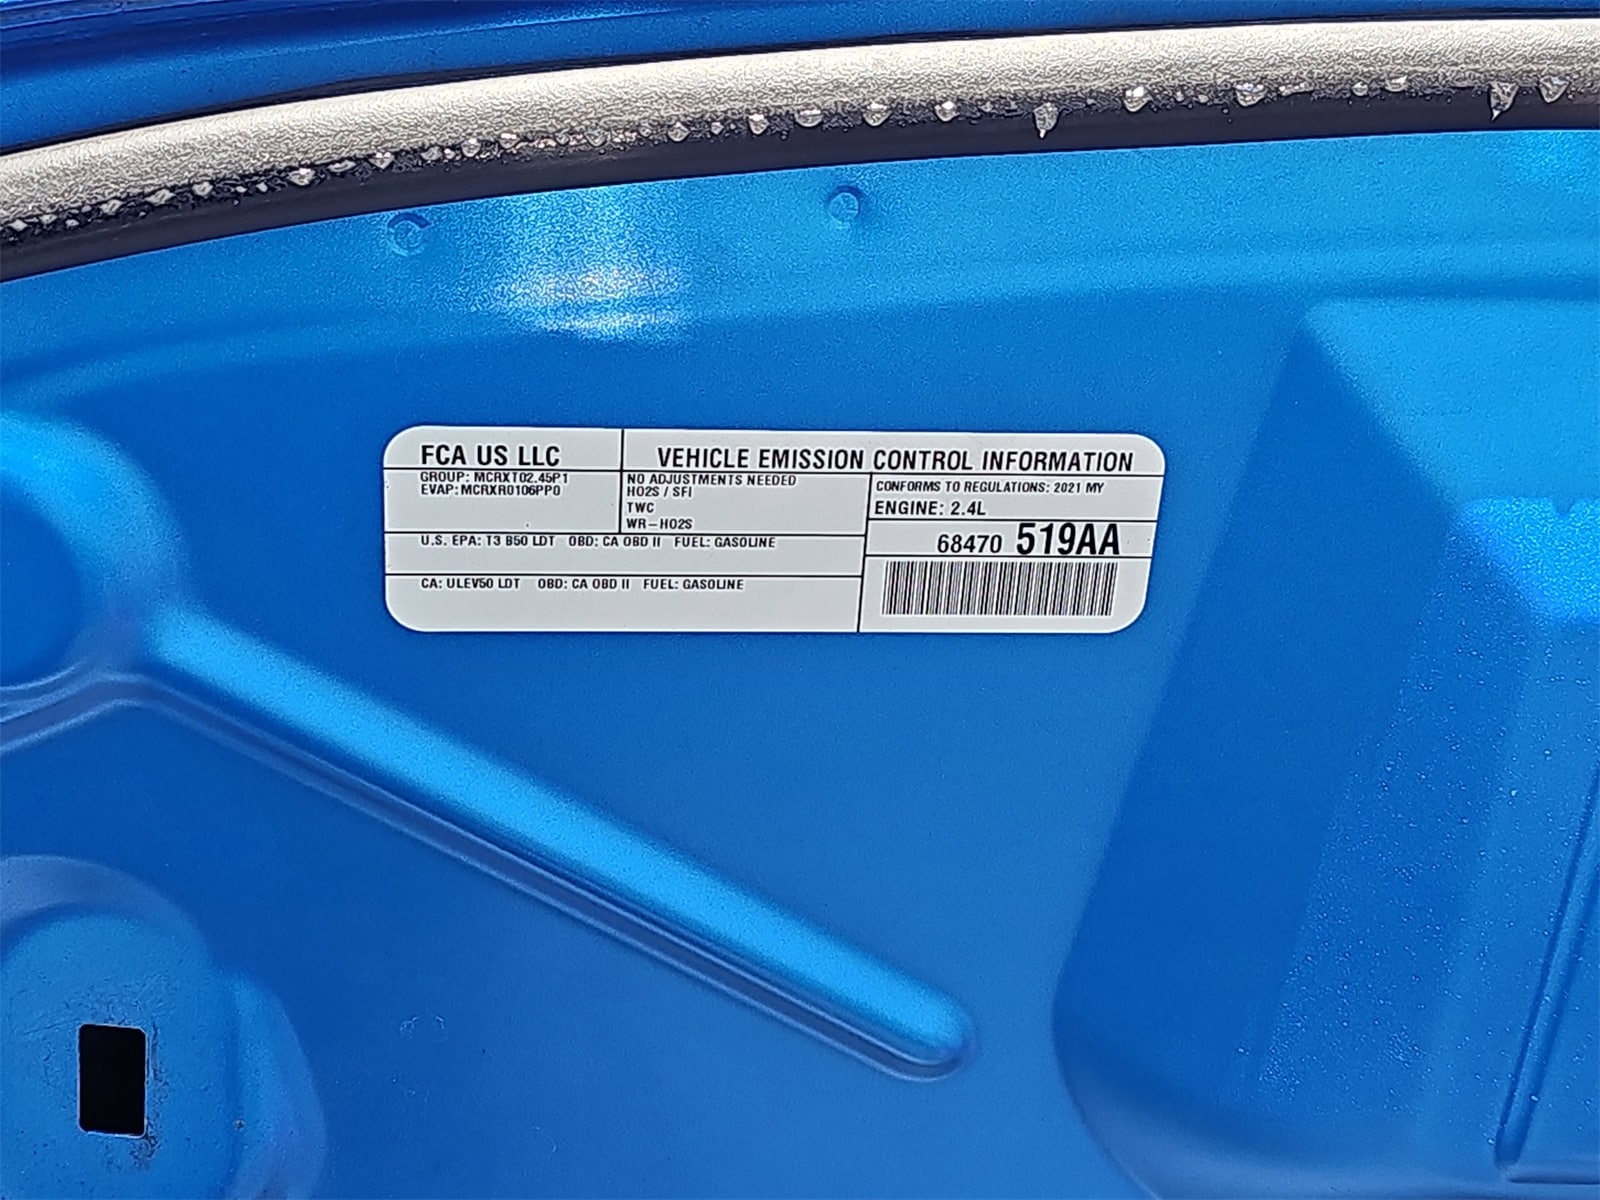 FCA US LLC
GROUP: MCRXT02.45P1
EVAP: MCRXR0106PP0
VEHICLE EMISSION CONTROL INFORMATION
NO ADJUSTMENTS NEEDED
HO2S / SFI
TWC
WR-HO2S
CONFORMS TO REGULATIONS: 2021 MY
ENGINE: 2.4L
68470 519AA
U.S. EPA: T3 B50 LDT OBD: CA OBD II FUEL: GASOLINE
CA: ULEV50 LDT OBD: CA OBD II FUEL: GASOLINE